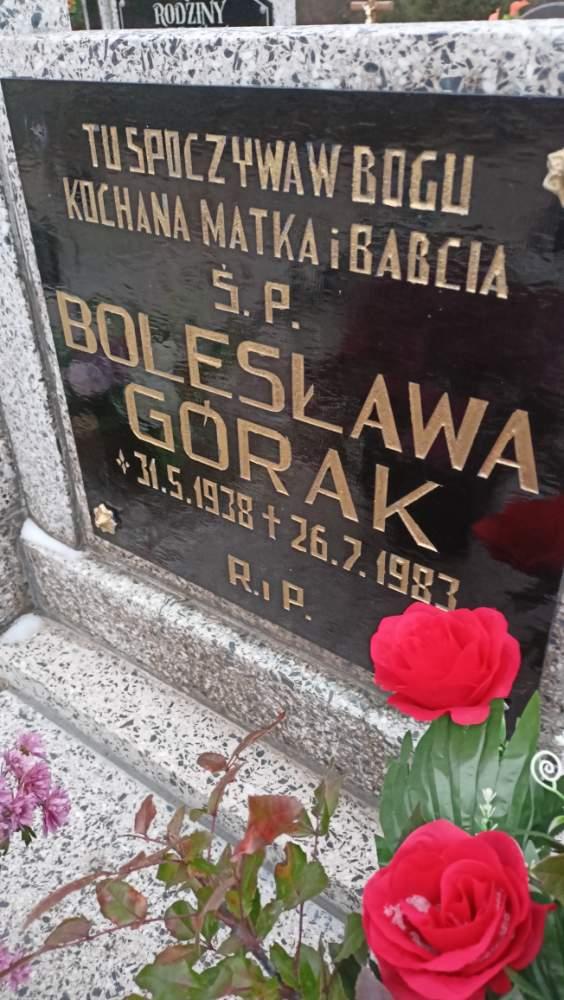 RODZINY
TU SPOCZYWA W BOGU
KOCHANA MATKA i BABCIA
Ś. P.
BOLESŁAWA
GÓRAK
31.5.1938 † 26.7.1983
R. i P.